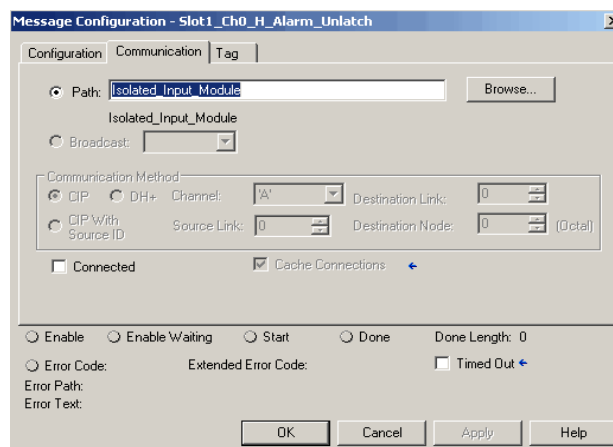 Message Configuration - Slot1_Ch0_H_Alarm_Unlatch
Configuration Communication Tag
Path: Isolated_Input_Module Browse...
Isolated_Input_Module
Broadcast:
Communication Method
CIP DH+ Channel: 'A' Destination Link: 0
CIP With Source ID Source Link: 0 Destination Node: 0 (Octal)
Connected Cache Connections
Enable Enable Waiting Start Done Done Length: 0
Error Code: Extended Error Code: Timed Out
Error Path:
Error Text:
OK Cancel Apply Help